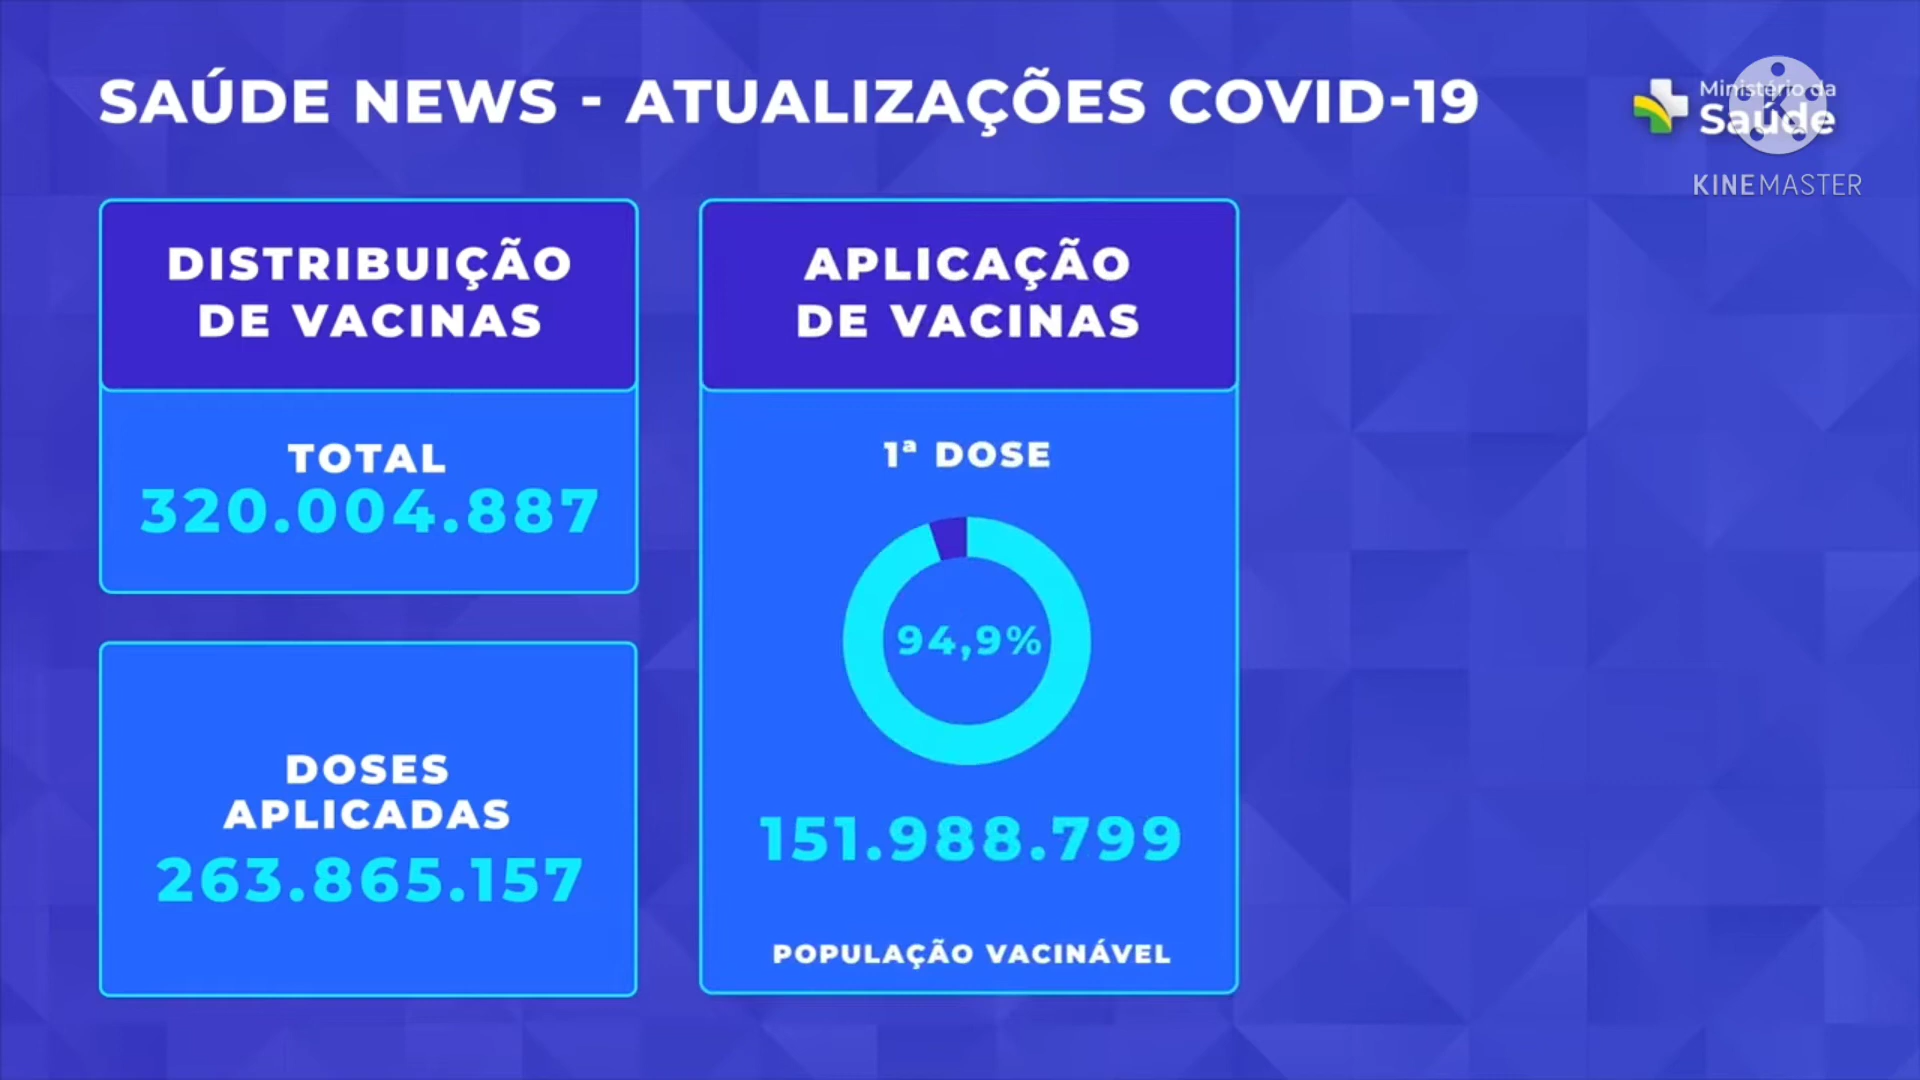 SAÚDE NEWS - ATUALIZAÇÕES COVID-19
Ministério da
Saúde
KINEMASTER
DISTRIBUIÇÃO
DE VACINAS
TOTAL
320.004.887
DOSES
APLICADAS
263.865.157
APLICAÇÃO
DE VACINAS
1ª DOSE
94,9%
151.988.799
POPULAÇÃO VACINÁVEL